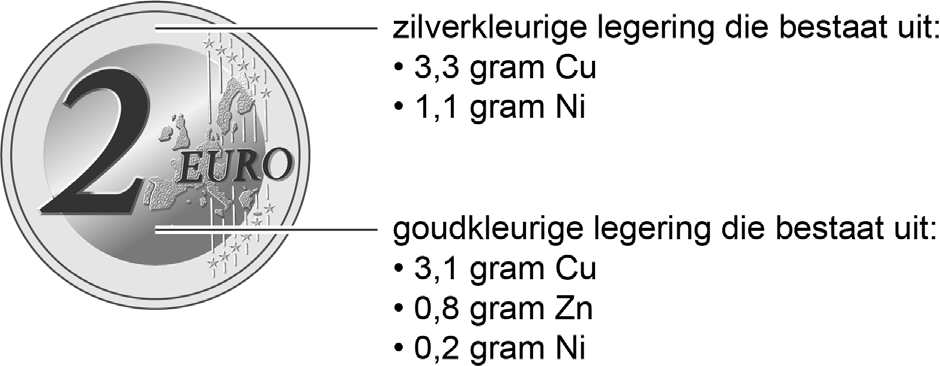 2
EURO
zilverkleurige legering die bestaat uit:
• 3,3 gram Cu
• 1,1 gram Ni
goudkleurige legering die bestaat uit:
• 3,1 gram Cu
• 0,8 gram Zn
• 0,2 gram Ni